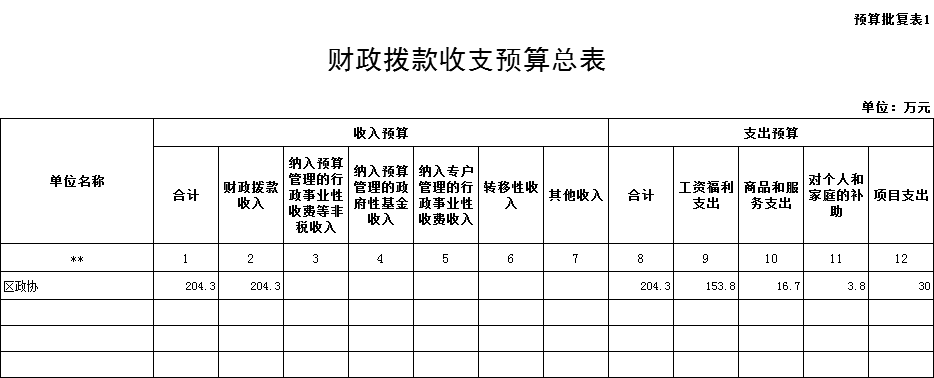 预算批复表1
财政拨款收支预算总表
单位：万元
单位名称
收入预算
支出预算
合计
财政拨款
收入
纳入预算
管理的行
政事业性
收费等非
税收入
纳入预算
管理的政
府性基金
收入
纳入专户
管理的行
政事业性
收费收入
转移性收
入
其他收入
合计
工资福利
支出
商品和服
务支出
对个人和
家庭的补
助
项目支出
** 1 2 3 4 5 6 7 8 9 10 11 12
区政协 204.3 204.3 204.3 153.8 16.7 3.8 30